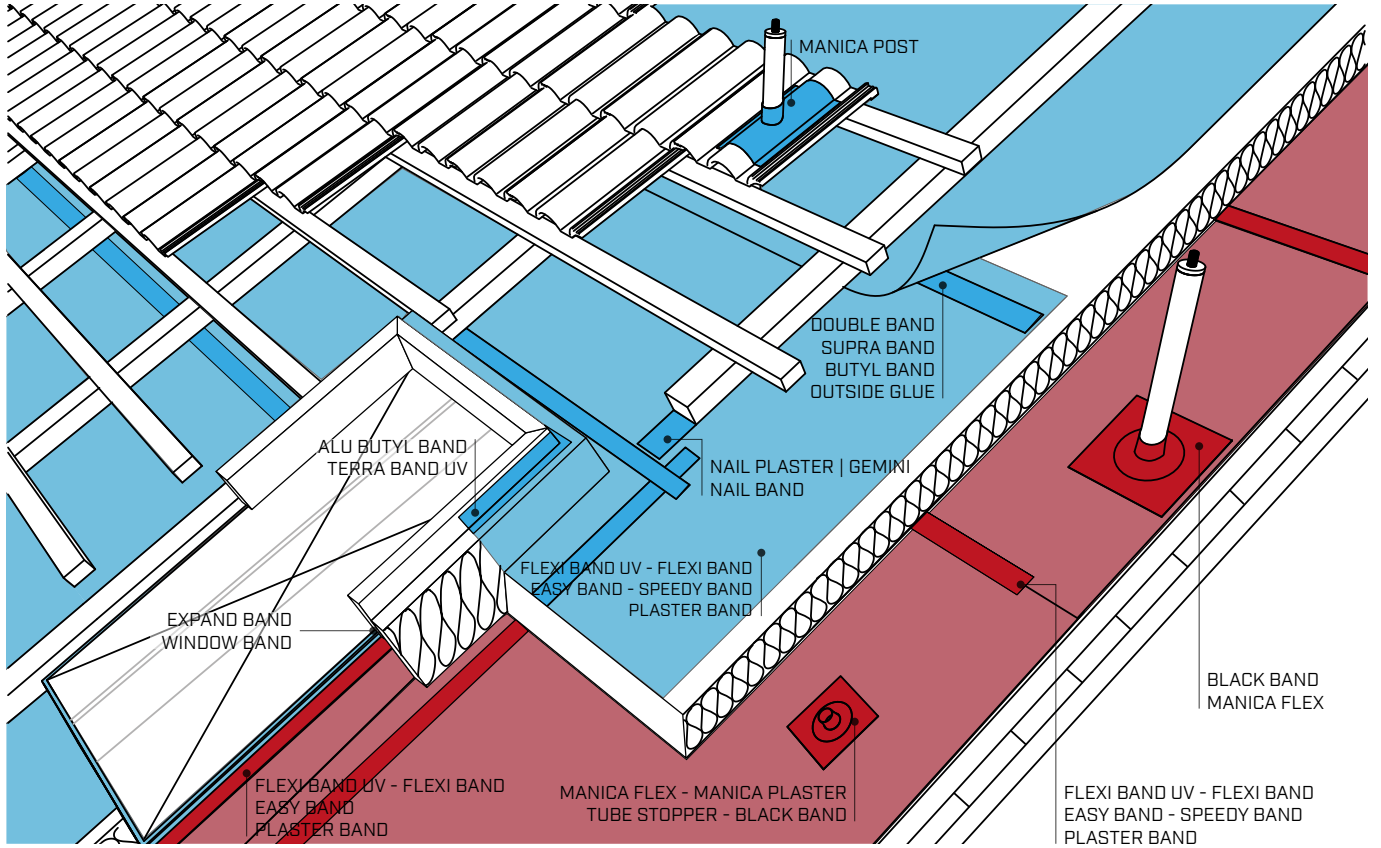 MANICA POST
DOUBLE BAND
SUPRA BAND
BUTYL BAND
OUTSIDE GLUE
ALU BUTYL BAND
TERRA BAND UV
NAIL PLASTER | GEMINI
NAIL BAND
FLEXI BAND UV - FLEXI BAND
EASY BAND - SPEEDY BAND
PLASTER BAND
EXPAND BAND
WINDOW BAND
BLACK BAND
MANICA FLEX
FLEXI BAND UV - FLEXI BAND
EASY BAND
PLASTER BAND
MANICA FLEX - MANICA PLASTER
TUBE STOPPER - BLACK BAND
FLEXI BAND UV - FLEXI BAND
EASY BAND - SPEEDY BAND
PLASTER BAND